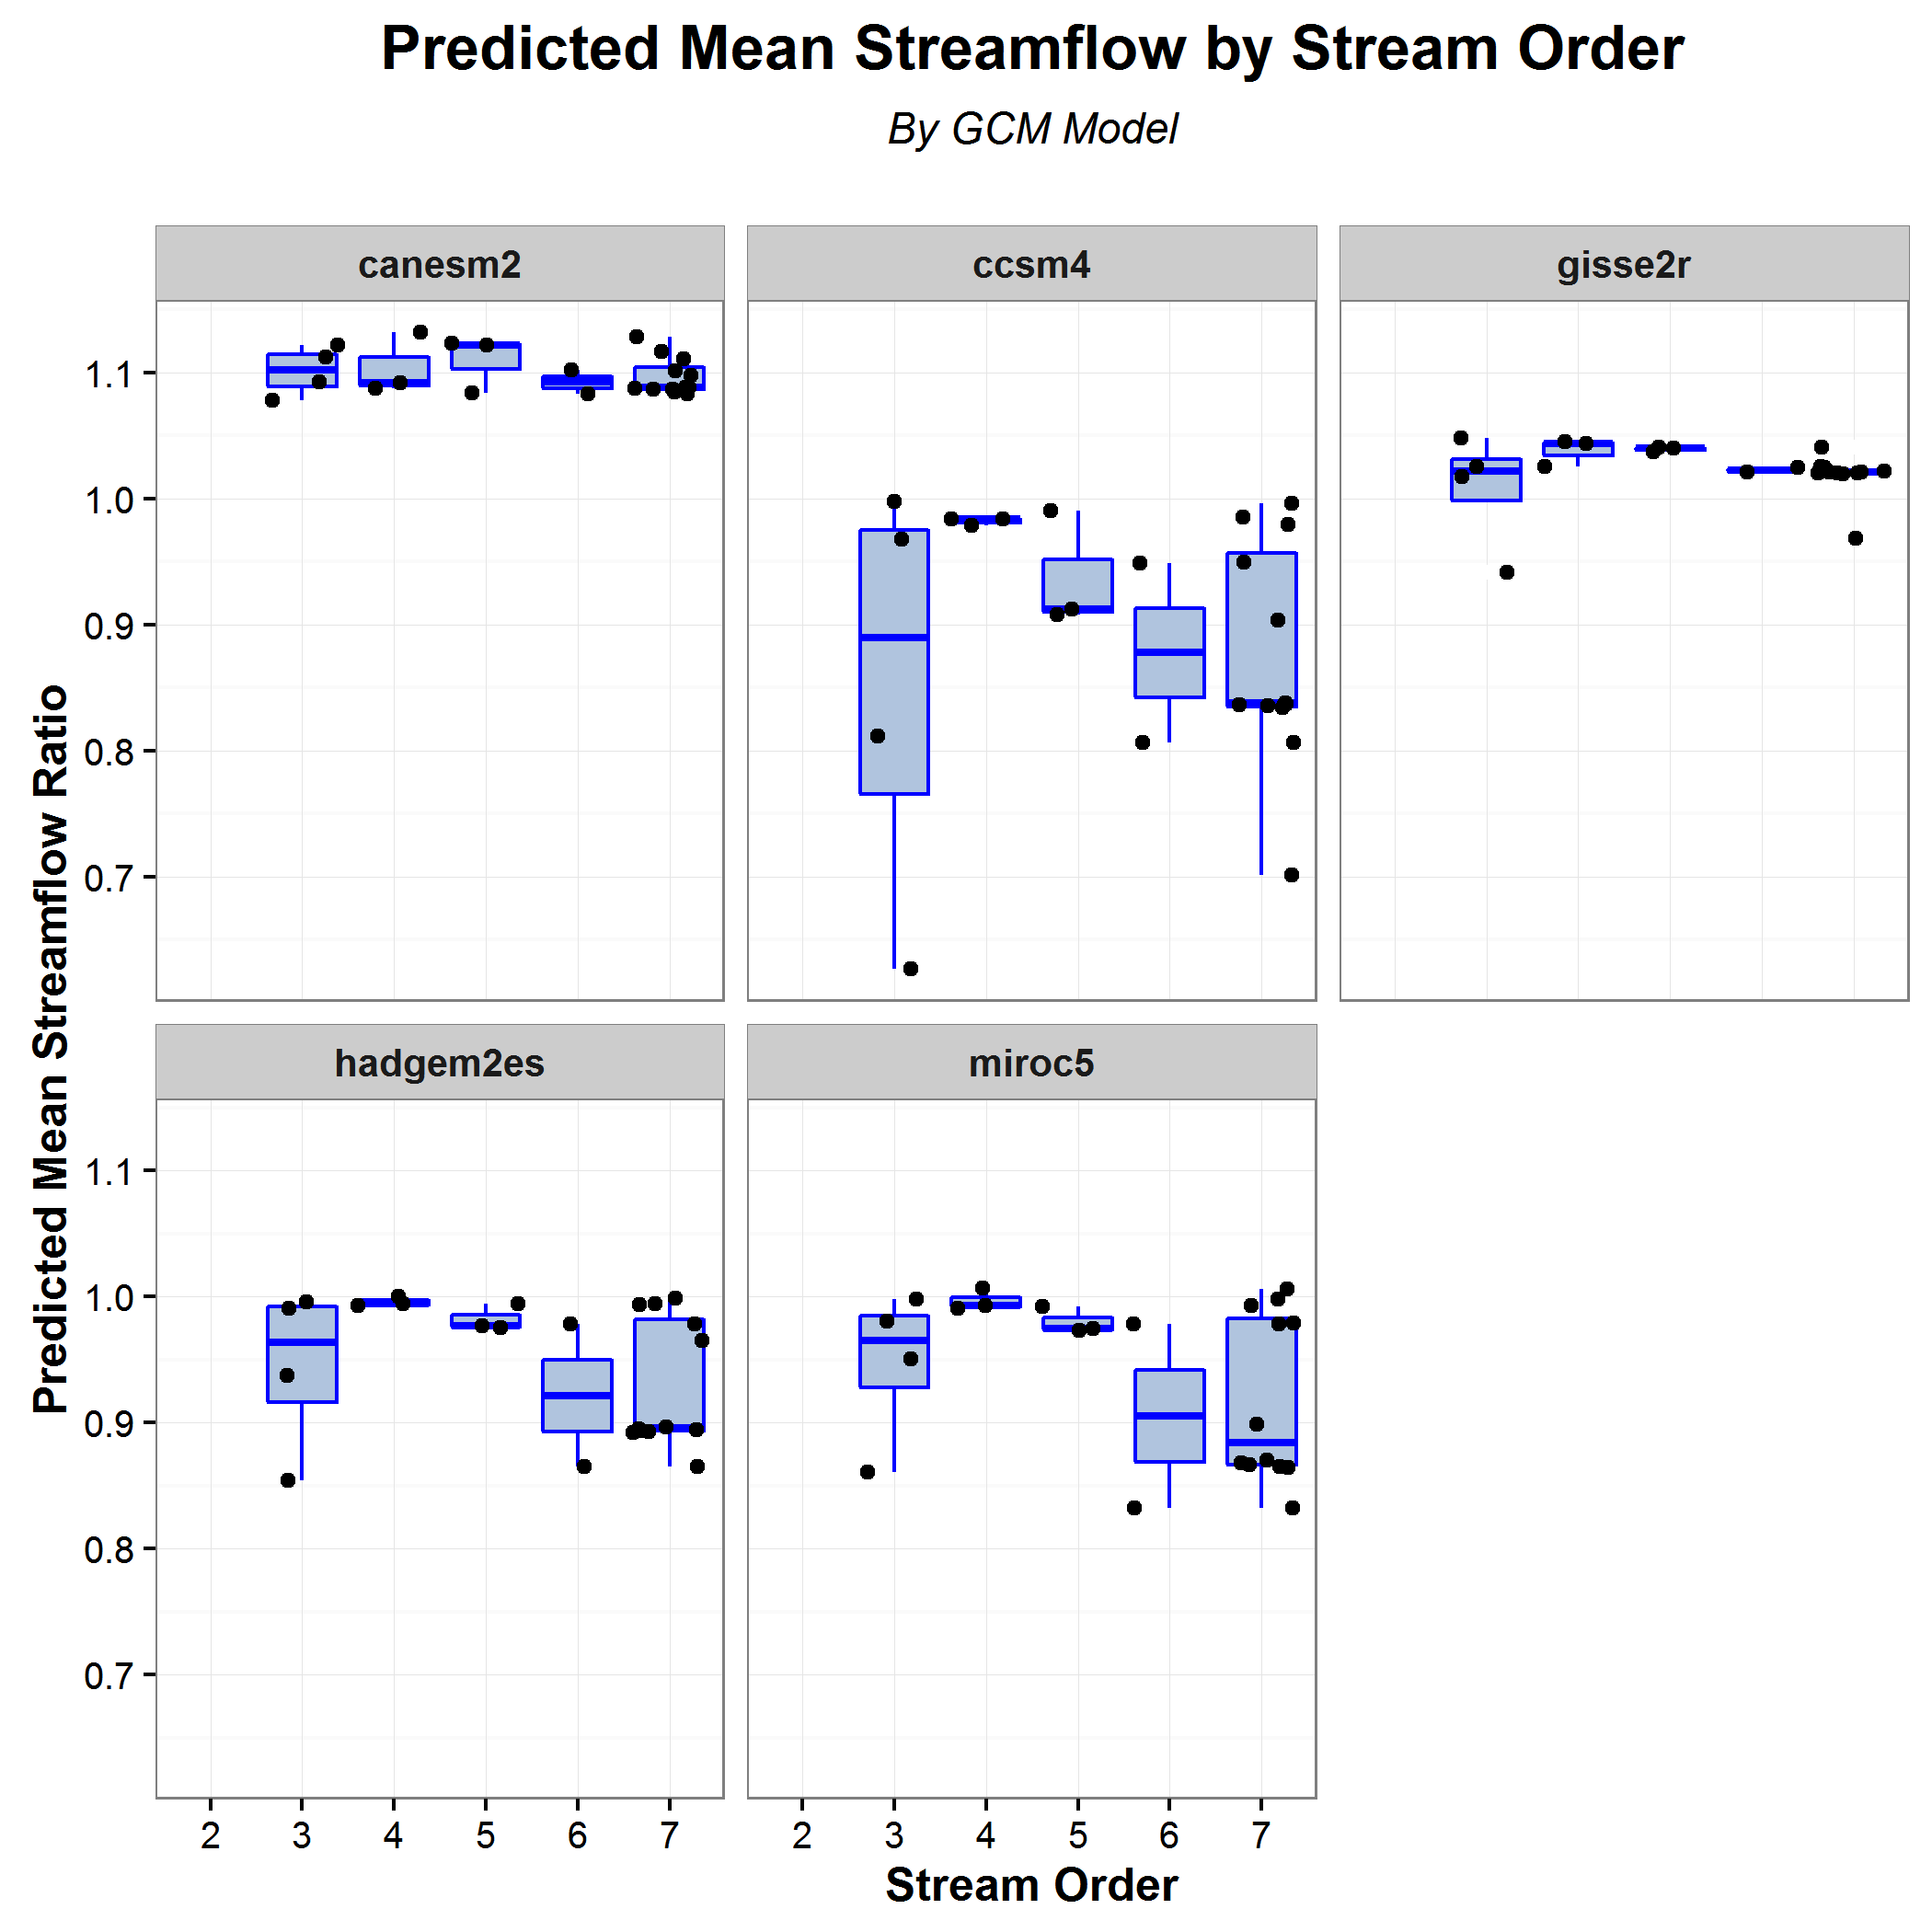 Predicted Mean Streamflow by Stream Order
By GCM Model
canesm2
ccsm4
gisse2r
1.1
1.0
0.9
0.8
0.7
Predicted Mean Streamflow Ratio
hadgem2es
miroc5
1.1
1.0
0.9
0.8
0.7
2 3 4 5 6 7
2 3 4 5 6 7
Stream Order